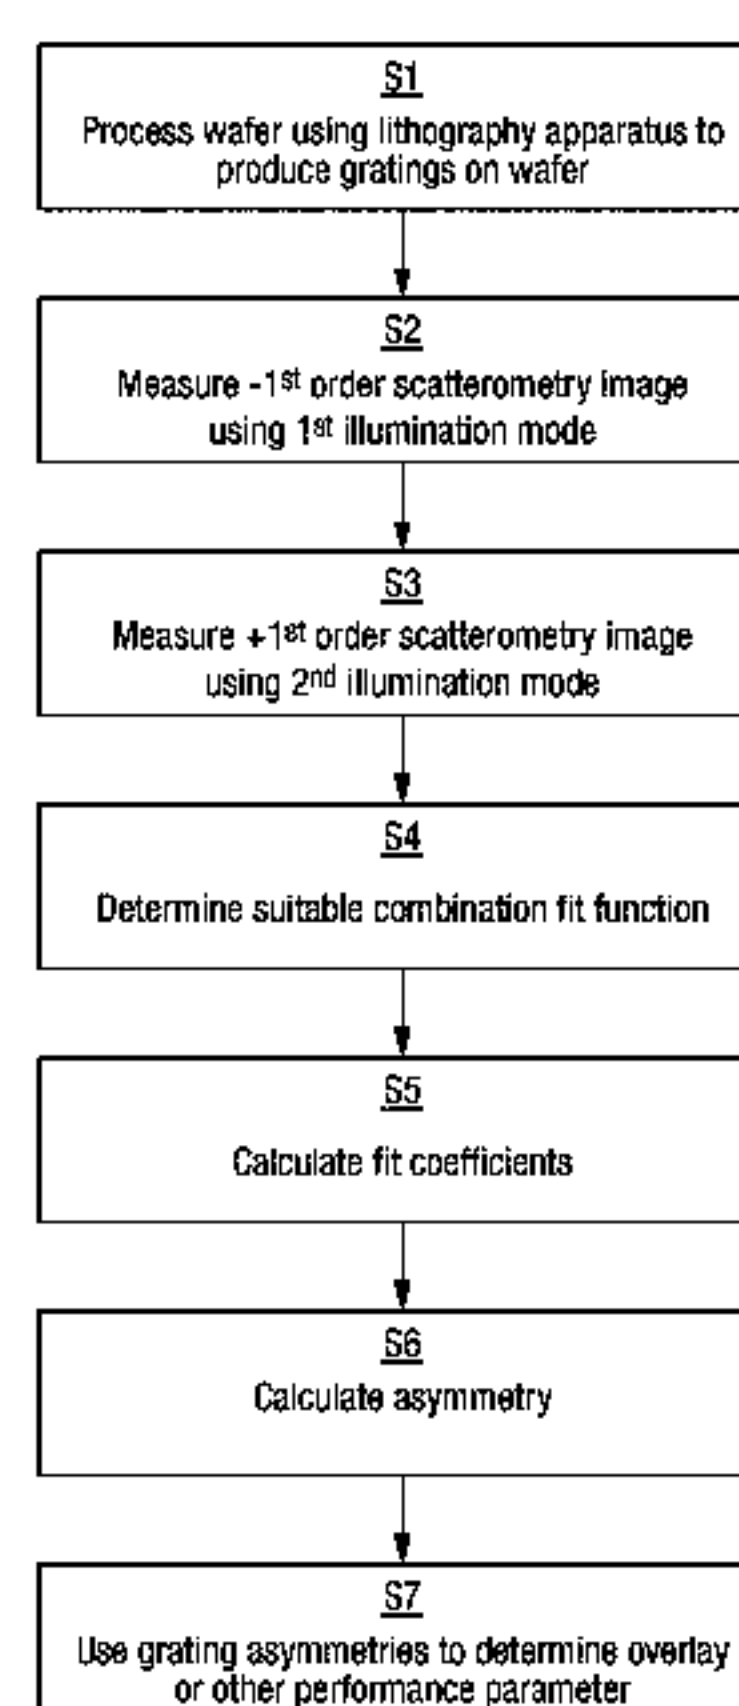 S1
Process wafer using lithography apparatus to
produce gratings on wafer
S2
Measure -1st order scatterometry image
using 1st illumination mode
S3
Measure +1st order scatterometry image
using 2nd illumination mode
S4
Determine suitable combination fit function
S5
Calculate fit coefficients
S6
Calculate asymmetry
S7
Use grating asymmetries to determine overlay
or other performance parameter